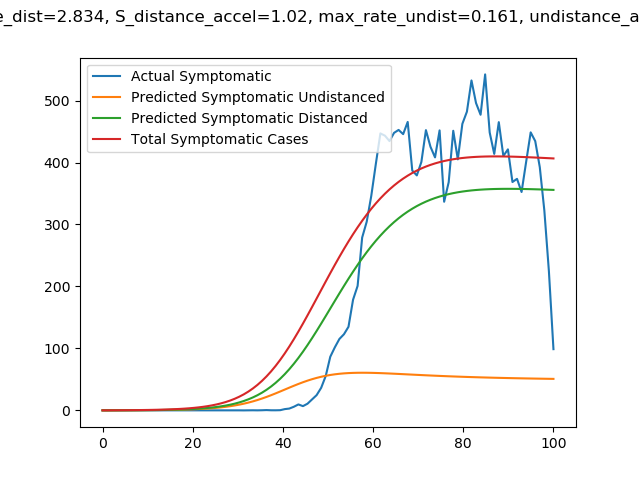 e_dist=2.834, S_distance_accel=1.02, max_rate_undist=0.161, undistance_a
Actual Symptomatic
Predicted Symptomatic Undistanced
Predicted Symptomatic Distanced
Total Symptomatic Cases
500
400
300
200
100
0
0 20 40 60 80 100